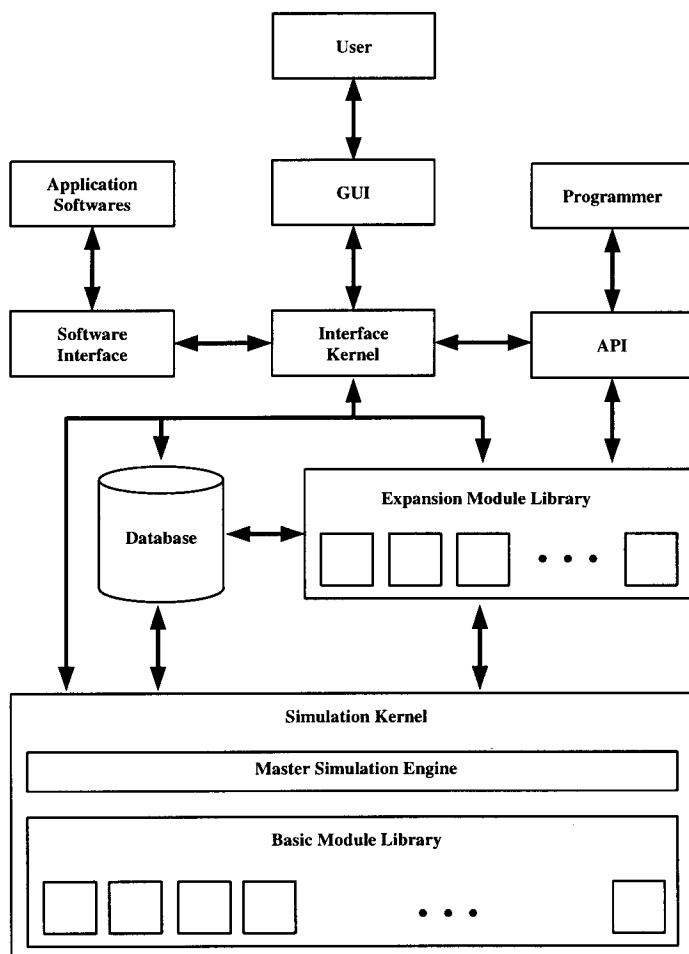 User
Application
Softwares
GUI
Programmer
Software
Interface
Interface
Kernel
API
Expansion Module Library
Database
Simulation Kernel
Master Simulation Engine
Basic Module Library